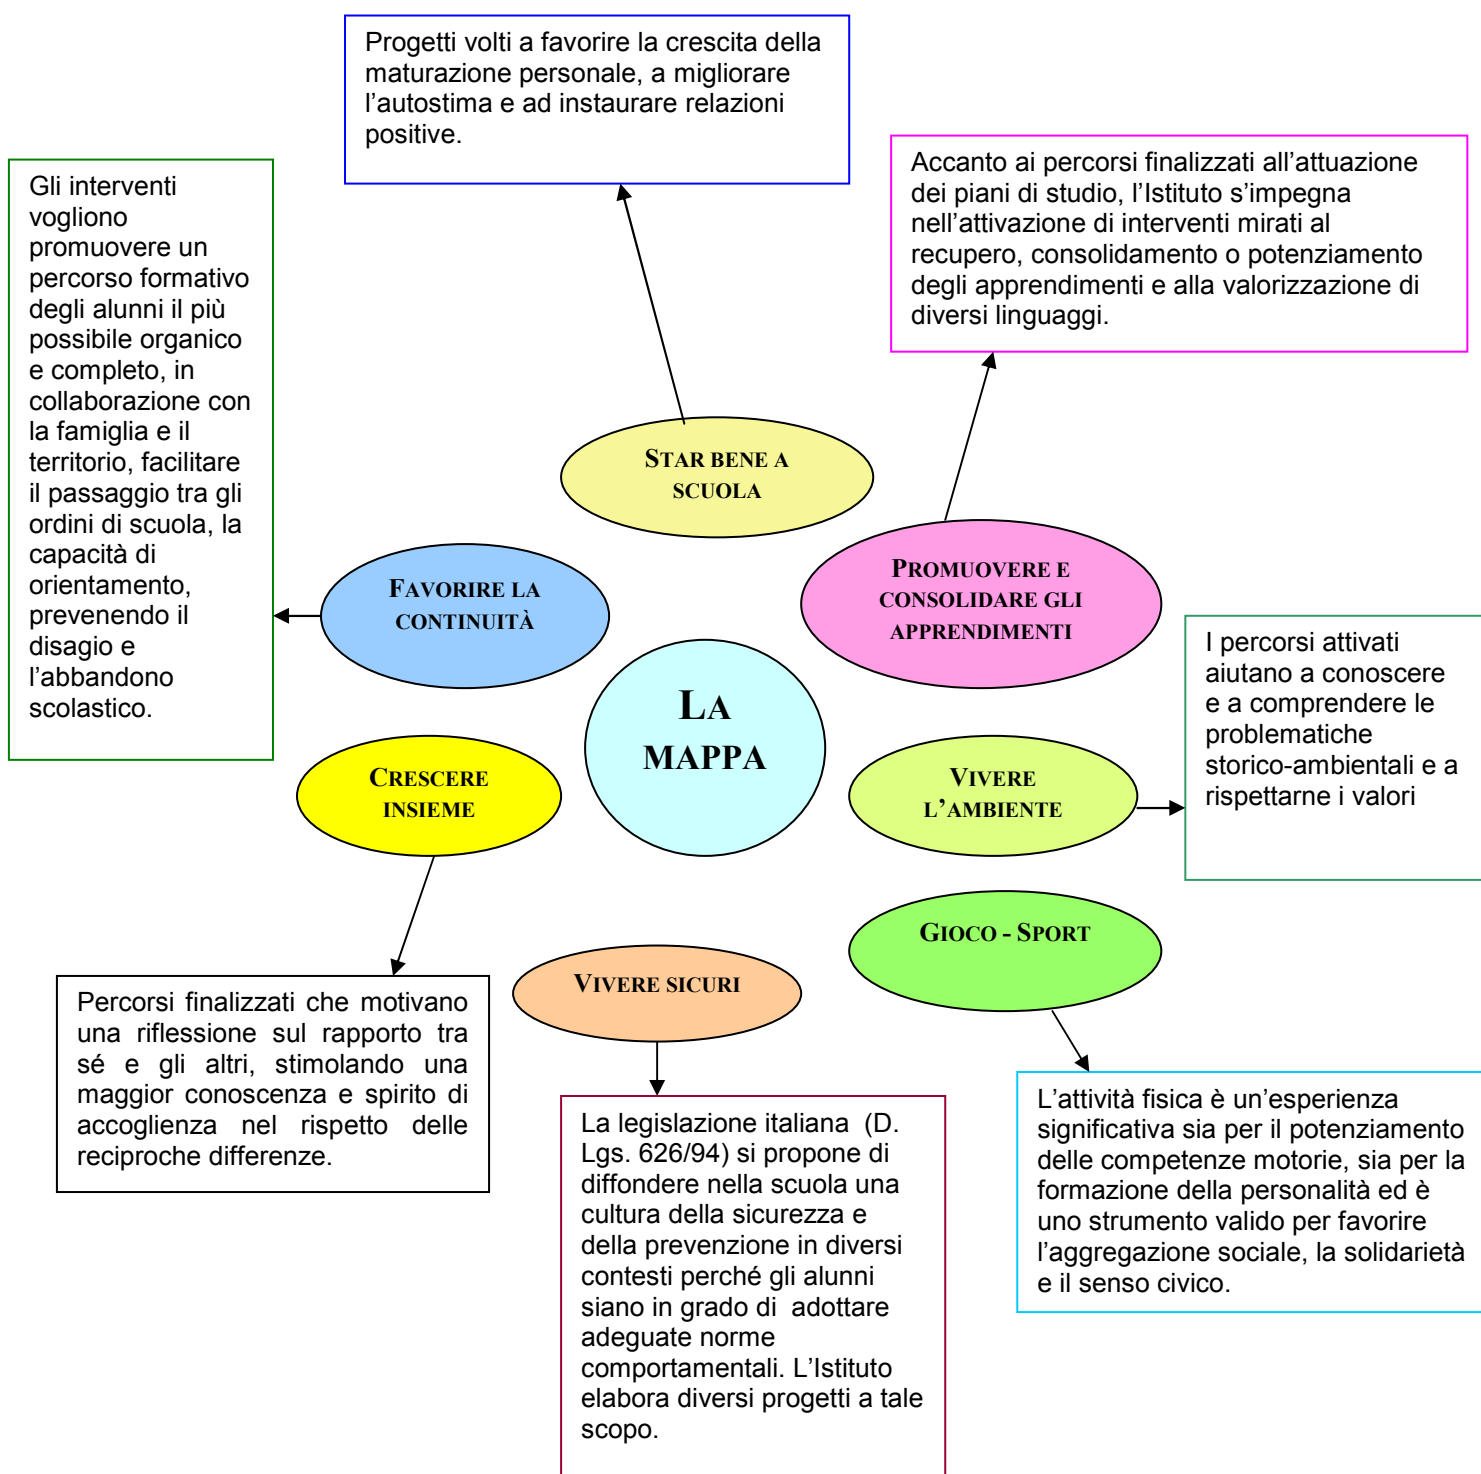 Progetti volti a favorire la crescita della
maturazione personale, a migliorare
l’autostima e ad instaurare relazioni
positive.
Accanto ai percorsi finalizzati all’attuazione
dei piani di studio, l’Istituto s’impegna
nell’attivazione di interventi mirati al
recupero, consolidamento o potenziamento
degli apprendimenti e alla valorizzazione di
diversi linguaggi.
Gli interventi
vogliono
promuovere un
percorso formativo
degli alunni il più
possibile organico
e completo, in
collaborazione con
la famiglia e il
territorio, facilitare
il passaggio tra gli
ordini di scuola, la
capacità di
orientamento,
prevenendo il
disagio e
l’abbandono
scolastico.
STAR BENE A
SCUOLA
FAVORIRE LA
CONTINUITÀ
PROMUOVERE E
CONSOLIDARE GLI
APPRENDIMENTI
I percorsi attivati
aiutano a conoscere
e a comprendere le
problematiche
storico-ambientali e a
rispettarne i valori
LA
MAPPA
CRESCERE
INSIEME
VIVERE
L’AMBIENTE
GIOCO - SPORT
VIVERE SICURI
Percorsi finalizzati che motivano
una riflessione sul rapporto tra
sé e gli altri, stimolando una
maggior conoscenza e spirito di
accoglienza nel rispetto delle
reciproche differenze.
La legislazione italiana (D.
Lgs. 626/94) si propone di
diffondere nella scuola una
cultura della sicurezza e
della prevenzione in diversi
contesti perché gli alunni
siano in grado di adottare
adeguate norme
comportamentali. L’Istituto
elabora diversi progetti a tale
scopo.
L’attività fisica è un’esperienza
significativa sia per il potenziamento
delle competenze motorie, sia per la
formazione della personalità ed è
uno strumento valido per favorire
l’aggregazione sociale, la solidarietà
e il senso civico.